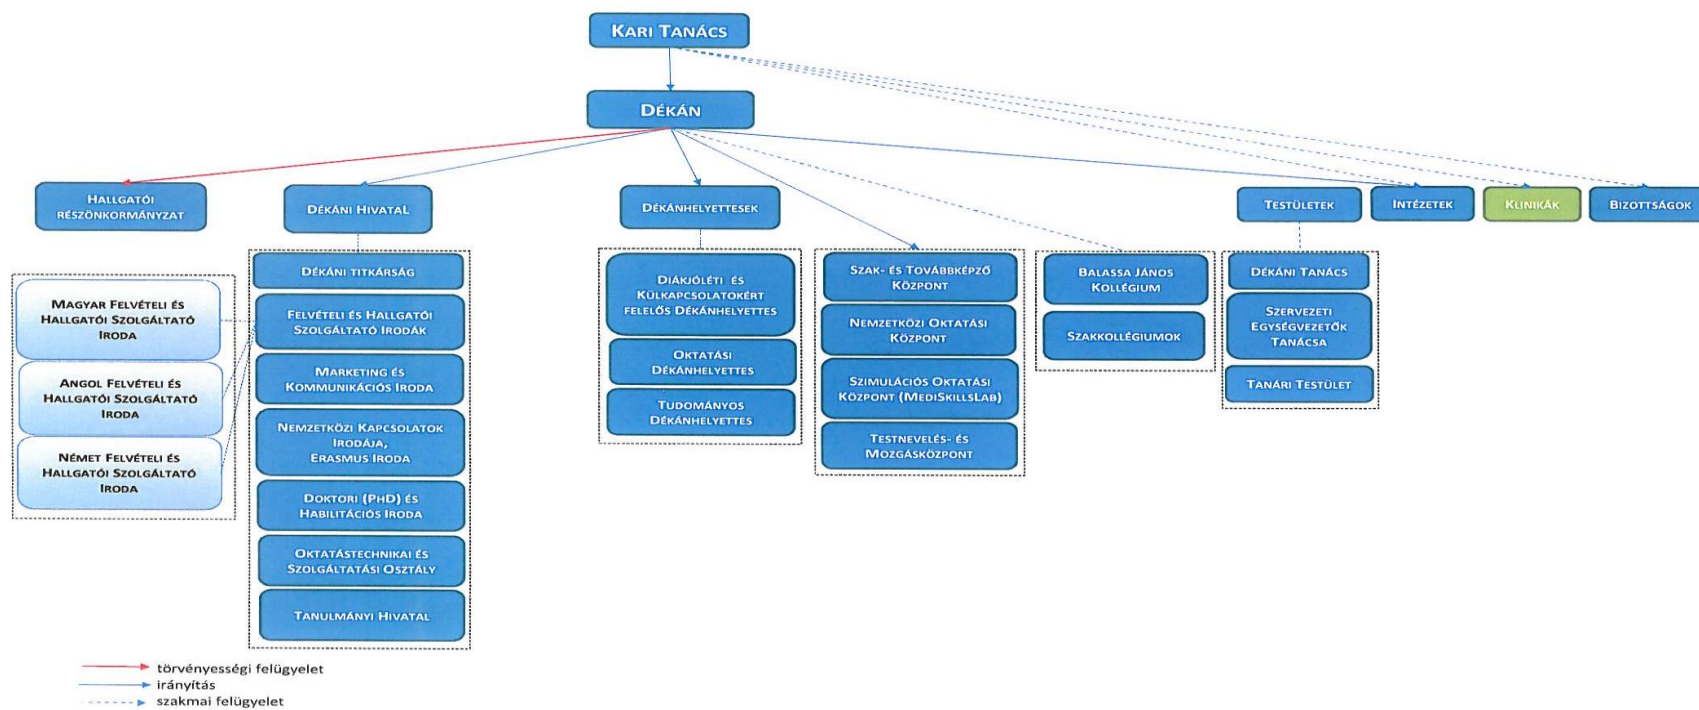 KARI TANÁCS
DÉKÁN
HALLGATÓI
RÉSZÖNKORMÁNYZAT
DÉKÁNI HIVATAL
DÉKÁNHELYETTESEK
TESTÜLETEK
INTÉZETEK
KLINIKÁK
BIZOTTSÁGOK
MAGYAR FELVÉTELI ÉS
HALLGATÓI SZOLGÁLTATÓ
IRODA
ANGOL FELVÉTELI ÉS
HALLGATÓI SZOLGÁLTATÓ
IRODA
NÉMET FELVÉTELI ÉS
HALLGATÓI SZOLGÁLTATÓ
IRODA
DÉKÁNI TITKÁRSÁG
FELVÉTELI ÉS HALLGATÓI
SZOLGÁLTATÓ IRODÁK
MARKETING ÉS
KOMMUNIKÁCIÓS IRODA
NEMZETKÖZI KAPCSOLATOK
IRODÁJA,
ERASMUS IRODA
DOKTORI (PHD) ÉS
HABILITÁCIÓS IRODA
OKTATÁSTECHNIKAI ÉS
SZOLGÁLTATÁSI OSZTÁLY
TANULMÁNYI HIVATAL
DIÁKJÓLÉTI ÉS
KÜLKAPCSOLATOKÉRT
FELELŐS DÉKÁNHELYETTES
OKTATÁSI
DÉKÁNHELYETTES
TUDOMÁNYOS
DÉKÁNHELYETTES
SZAK- ÉS TOVÁBBKÉPZŐ
KÖZPONT
NEMZETKÖZI OKTATÁSI
KÖZPONT
SZIMULÁCIÓS OKTATÁSI
KÖZPONT (MEDISKILLSLAB)
TESTNEVELÉS- ÉS
MOZGÁSKÖZPONT
BALASSA JÁNOS
KOLLÉGIUM
SZAKKOLLÉGIUMOK
DÉKÁNI TANÁCS
SZERVEZETI
EGYSÉGVEZETŐK
TANÁCSA
TANÁRI TESTÜLET
törvényességi felügyelet
irányítás
szakmai felügyelet